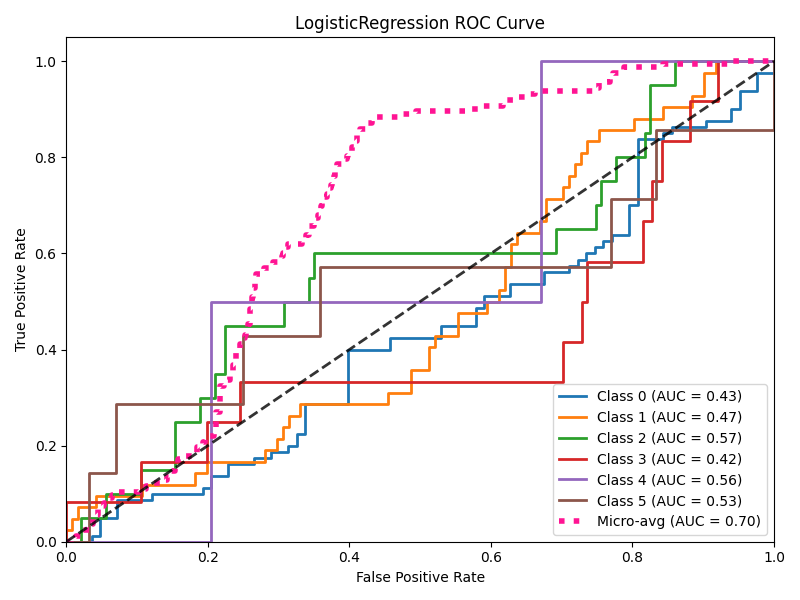 LogisticRegression ROC Curve
True Positive Rate
1.0
0.8
0.6
0.4
0.2
0.0
0.0 0.2 0.4 0.6 0.8 1.0
False Positive Rate
Class 0 (AUC = 0.43)
Class 1 (AUC = 0.47)
Class 2 (AUC = 0.57)
Class 3 (AUC = 0.42)
Class 4 (AUC = 0.56)
Class 5 (AUC = 0.53)
Micro-avg (AUC = 0.70)